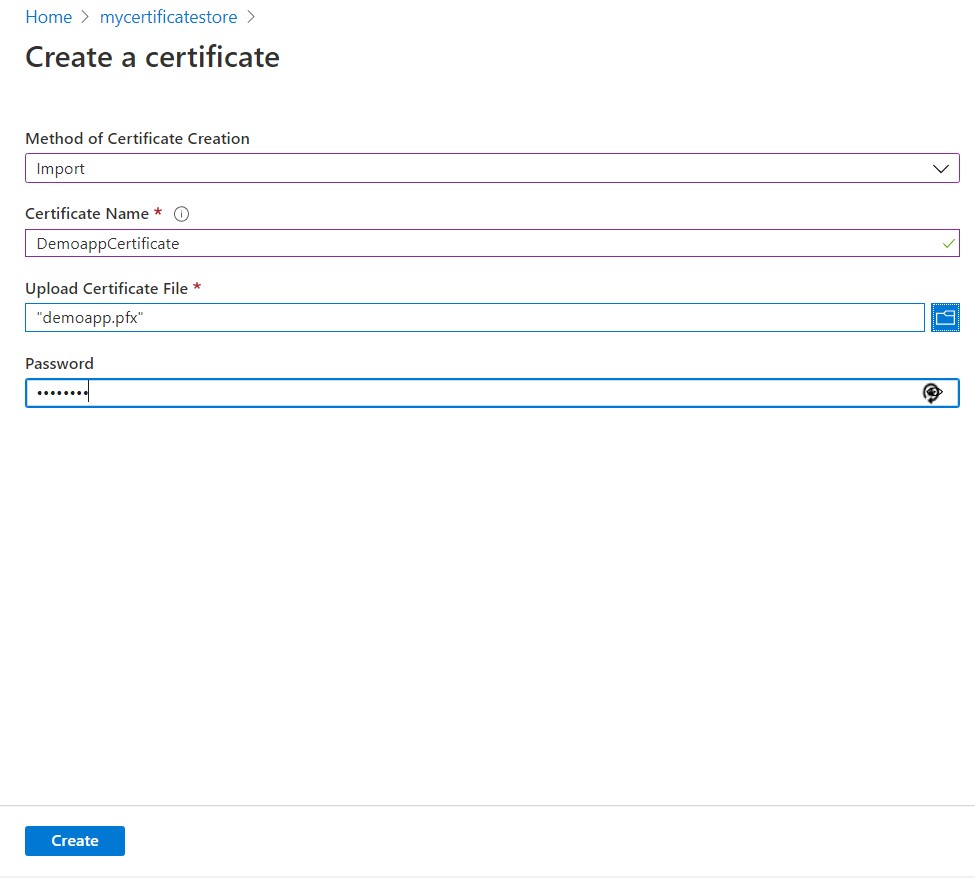 Home > mycertificatestore >
Create a certificate
Method of Certificate Creation
Import
Certificate Name *
DemoappCertificate
Upload Certificate File *
"demoapp.pfx"
Password
••••••••
Create